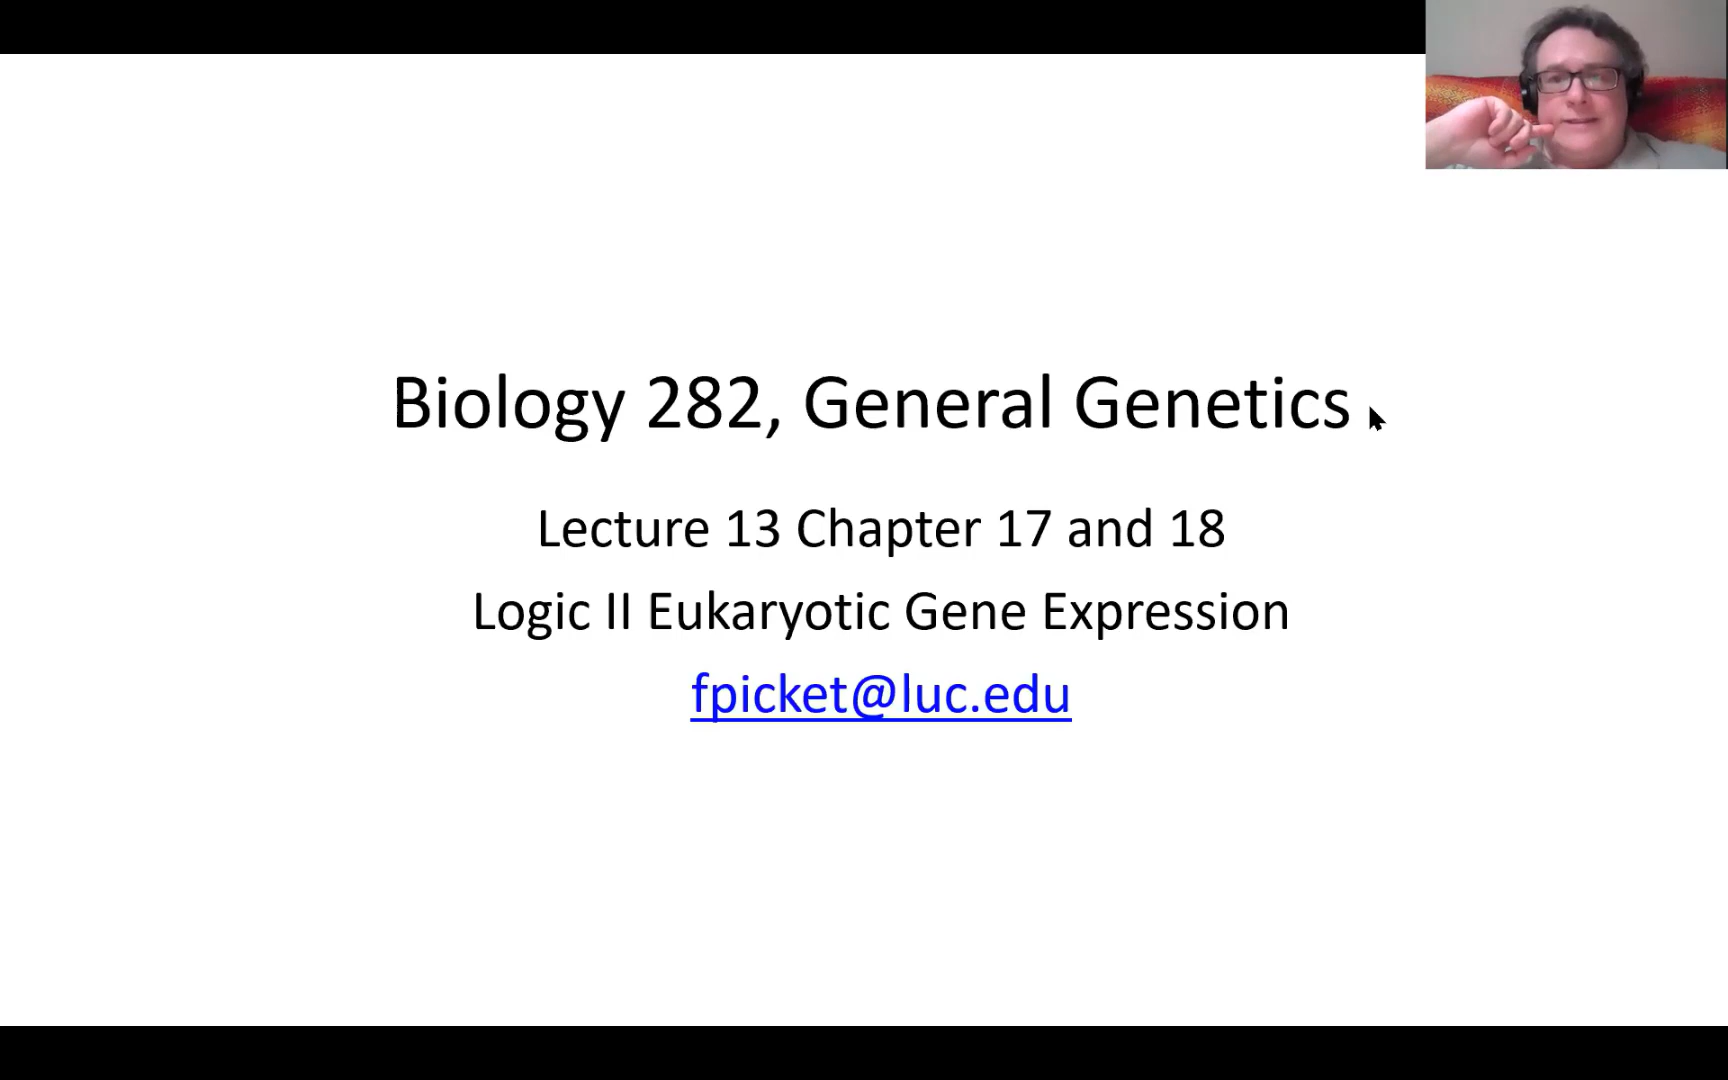 Biology 282, General Genetics
Lecture 13 Chapter 17 and 18
Logic II Eukaryotic Gene Expression
fpicket@luc.edu